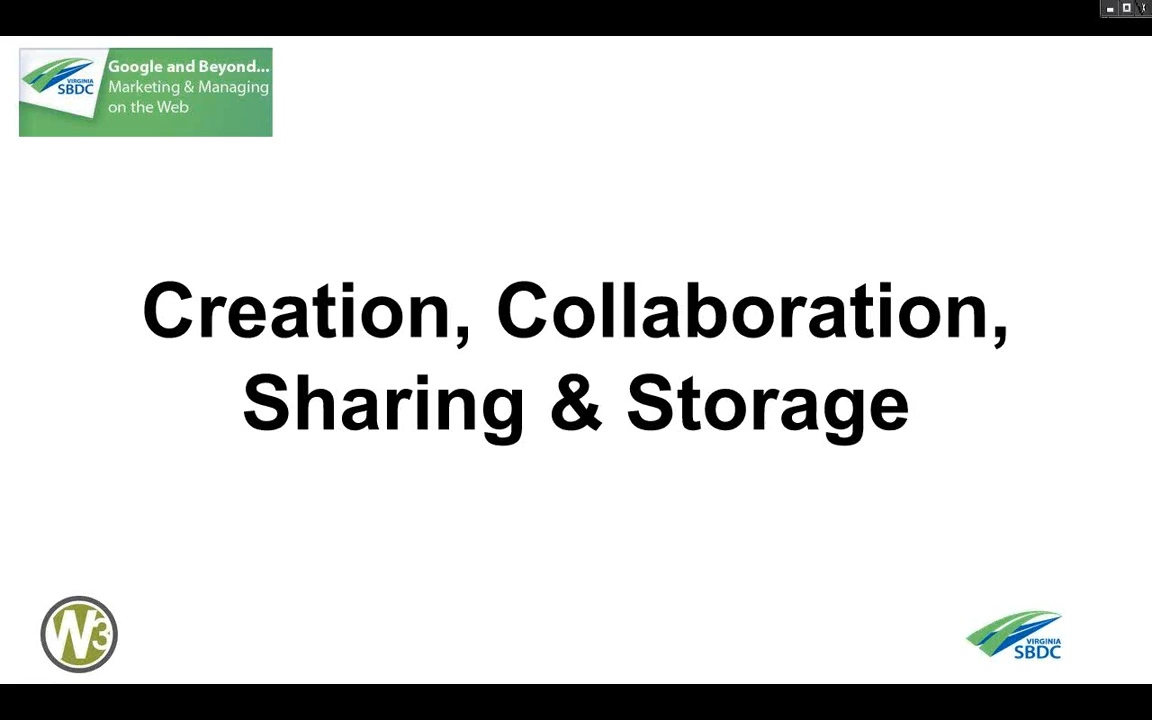 VIRGINIA
SBDC
Google and Beyond...
Marketing & Managing
on the Web
Creation, Collaboration,
Sharing & Storage
W3
VIRGINIA
SBDC